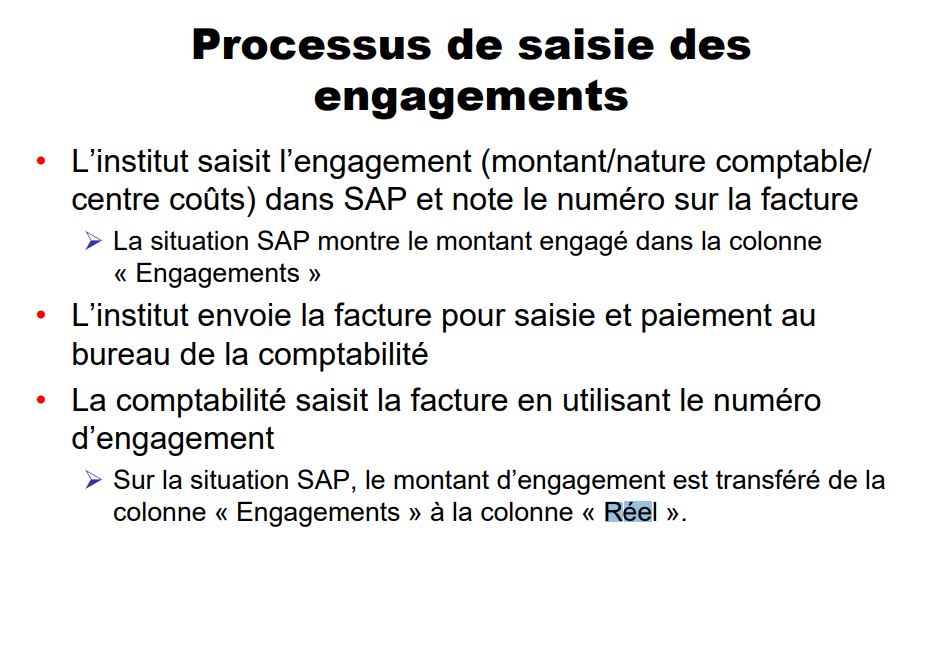 Processus de saisie des
engagements
• L’institut saisit l’engagement (montant/nature comptable/
centre coûts) dans SAP et note le numéro sur la facture
➢ La situation SAP montre le montant engagé dans la colonne
« Engagements »
• L’institut envoie la facture pour saisie et paiement au
bureau de la comptabilité
• La comptabilité saisit la facture en utilisant le numéro
d’engagement
➢ Sur la situation SAP, le montant d’engagement est transféré de la
colonne « Engagements » à la colonne « Réel ».